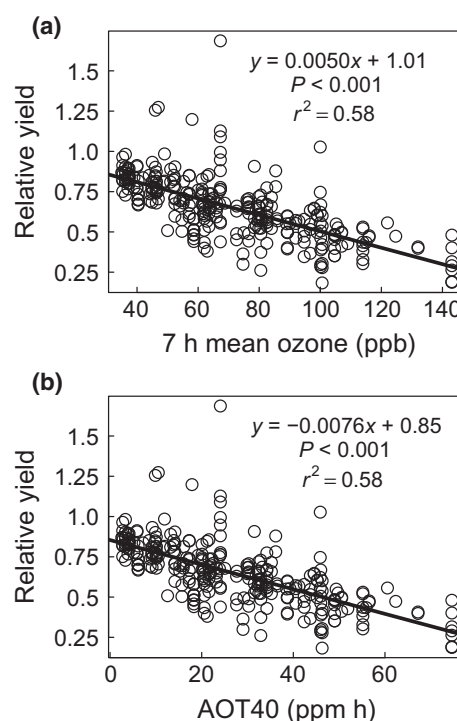 (a)
y = 0.0050x + 1.01
P < 0.001
r² = 0.58
1.5
1.25
1.0
0.75
0.5
0.25
Relative yield
40 60 80 100 120 140
7 h mean ozone (ppb)
(b)
y = −0.0076x + 0.85
P < 0.001
r² = 0.58
1.5
1.25
1.0
0.75
0.5
0.25
Relative yield
0 20 40 60
AOT40 (ppm h)